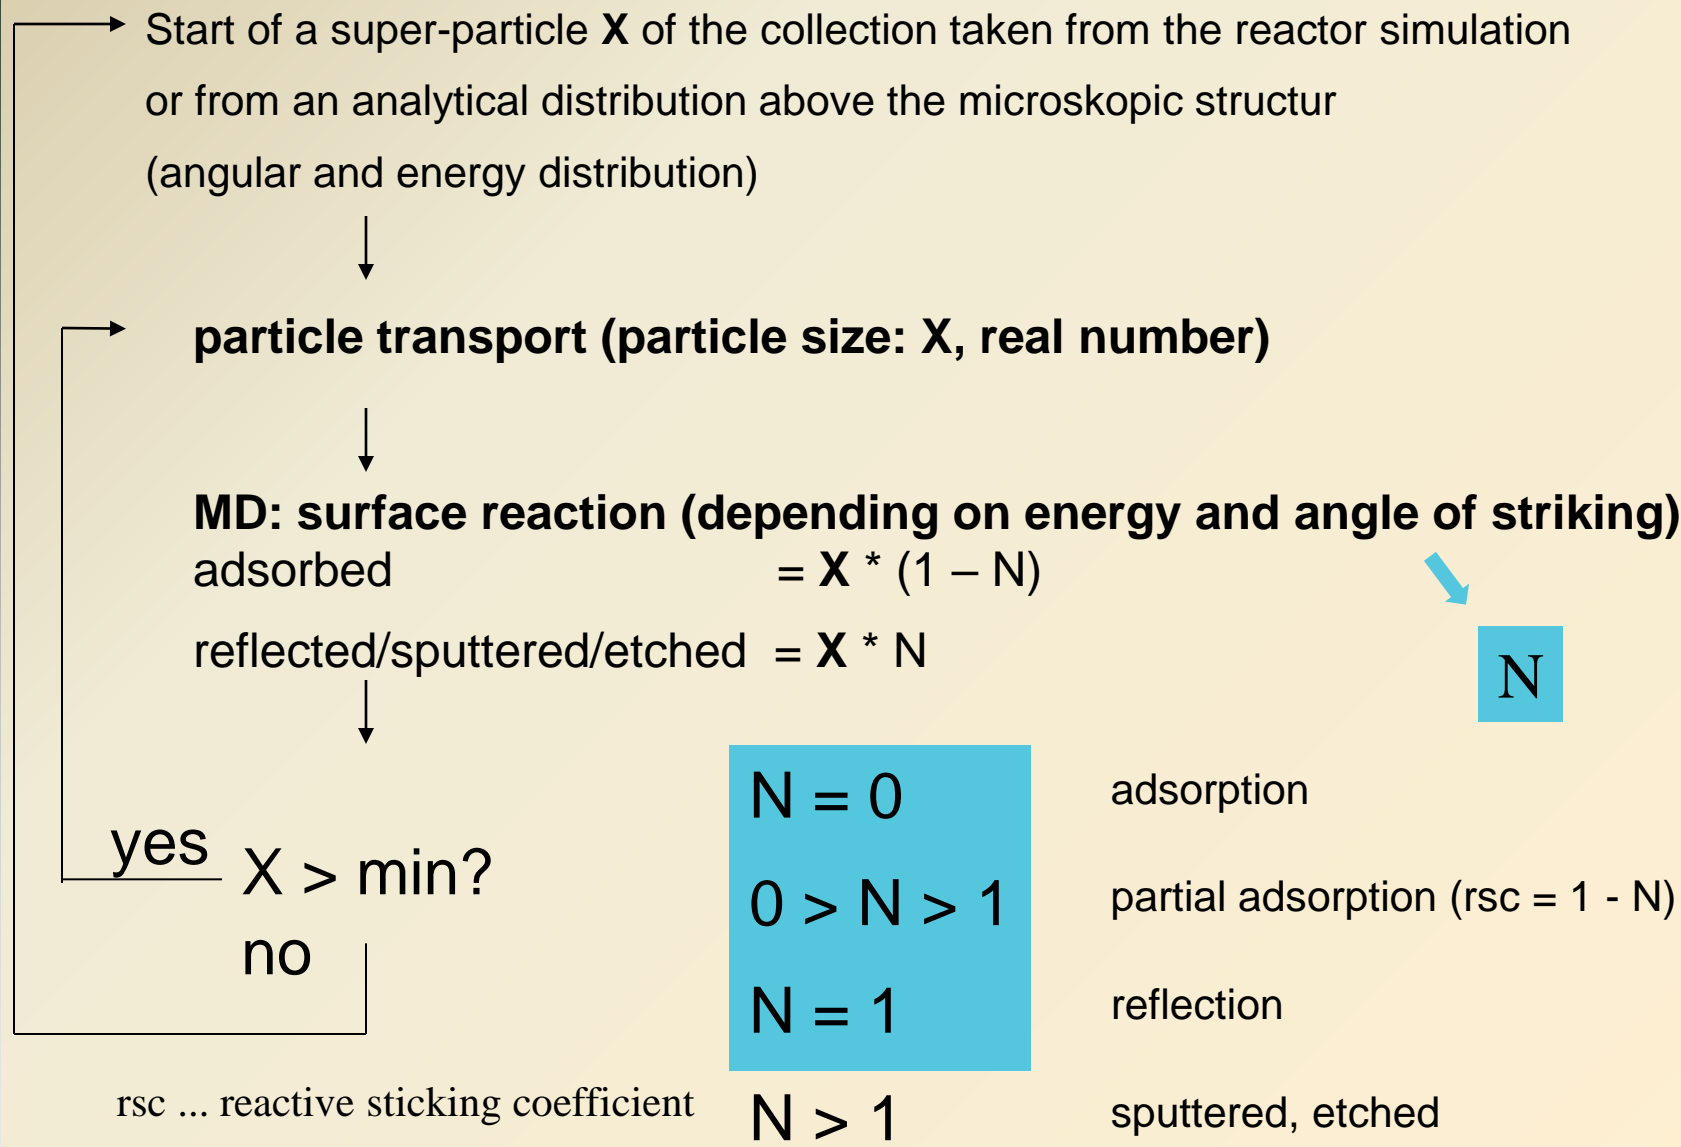 Start of a super-particle X of the collection taken from the reactor simulation
or from an analytical distribution above the microskopic structur
(angular and energy distribution)
particle transport (particle size: X, real number)
MD: surface reaction (depending on energy and angle of striking)
adsorbed = X * (1 – N)
reflected/sputtered/etched = X * N
N
N = 0 adsorption
yes X > min?
0 > N > 1 partial adsorption (rsc = 1 - N)
no
N = 1 reflection
rsc ... reactive sticking coefficient
N > 1 sputtered, etched